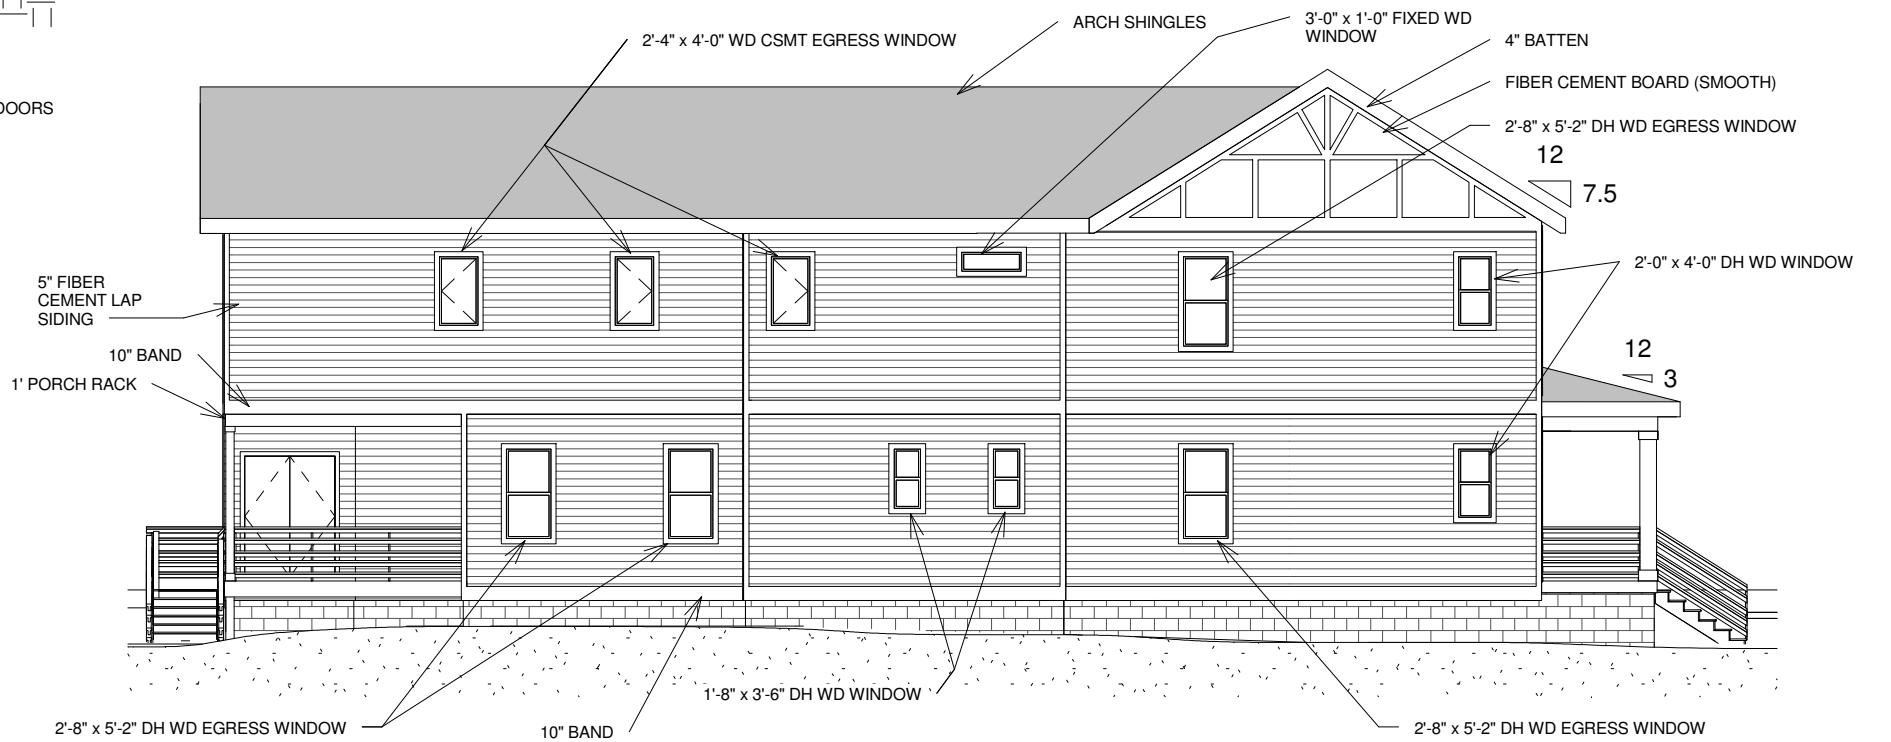 ARCH SHINGLES
3'-0" x 1'-0" FIXED WD
WINDOW
2'-4" x 4'-0" WD CSMT EGRESS WINDOW
4" BATTEN
FIBER CEMENT BOARD (SMOOTH)
DOORS
2'-8" x 5'-2" DH WD EGRESS WINDOW
12
7.5
2'-0" x 4'-0" DH WD WINDOW
5" FIBER
CEMENT LAP
SIDING
10" BAND
12
3
1' PORCH RACK
1'-8" x 3'-6" DH WD WINDOW
2'-8" x 5'-2" DH WD EGRESS WINDOW
10" BAND
2'-8" x 5'-2" DH WD EGRESS WINDOW